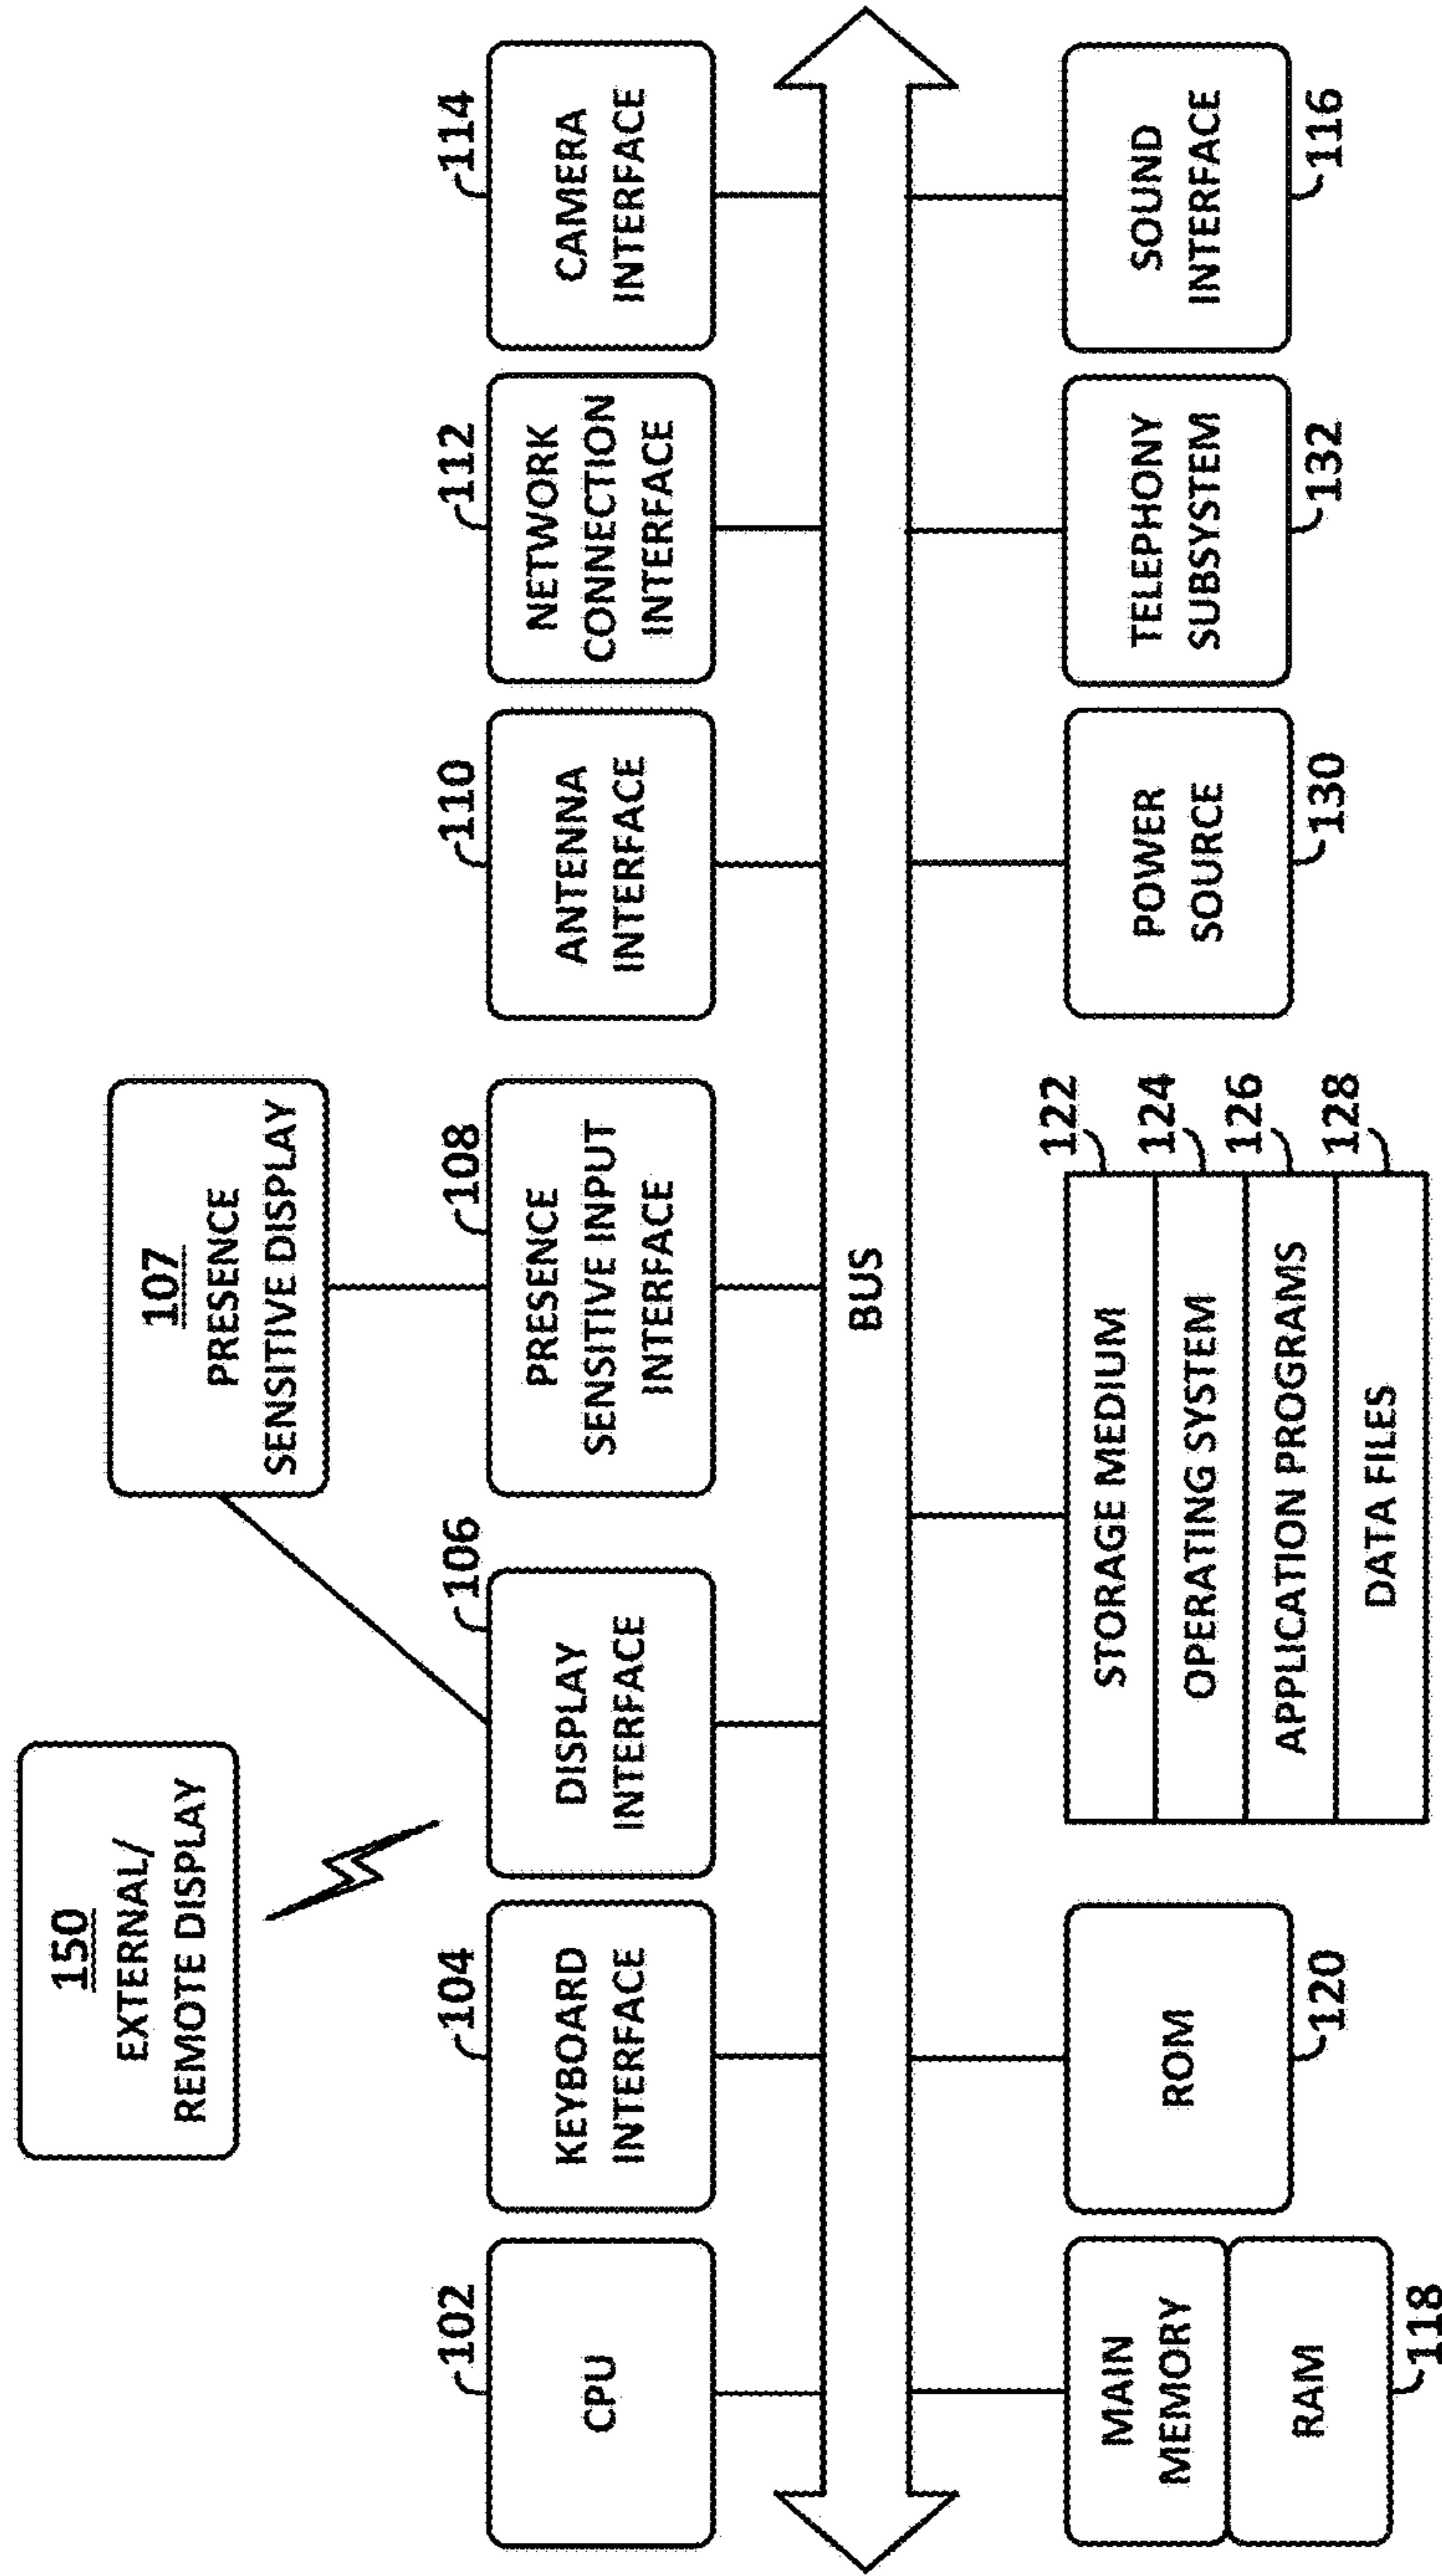 150
EXTERNAL/
REMOTE DISPLAY
107
PRESENCE
SENSITIVE DISPLAY
102
CPU
104
KEYBOARD
INTERFACE
106
DISPLAY
INTERFACE
108
PRESENCE
SENSITIVE INPUT
INTERFACE
110
ANTENNA
INTERFACE
112
NETWORK
CONNECTION
INTERFACE
114
CAMERA
INTERFACE
BUS
MAIN
MEMORY
RAM
118
ROM
120
STORAGE MEDIUM
122
OPERATING SYSTEM
124
APPLICATION PROGRAMS
126
DATA FILES
128
POWER
SOURCE
130
TELEPHONY
SUBSYSTEM
132
SOUND
INTERFACE
116